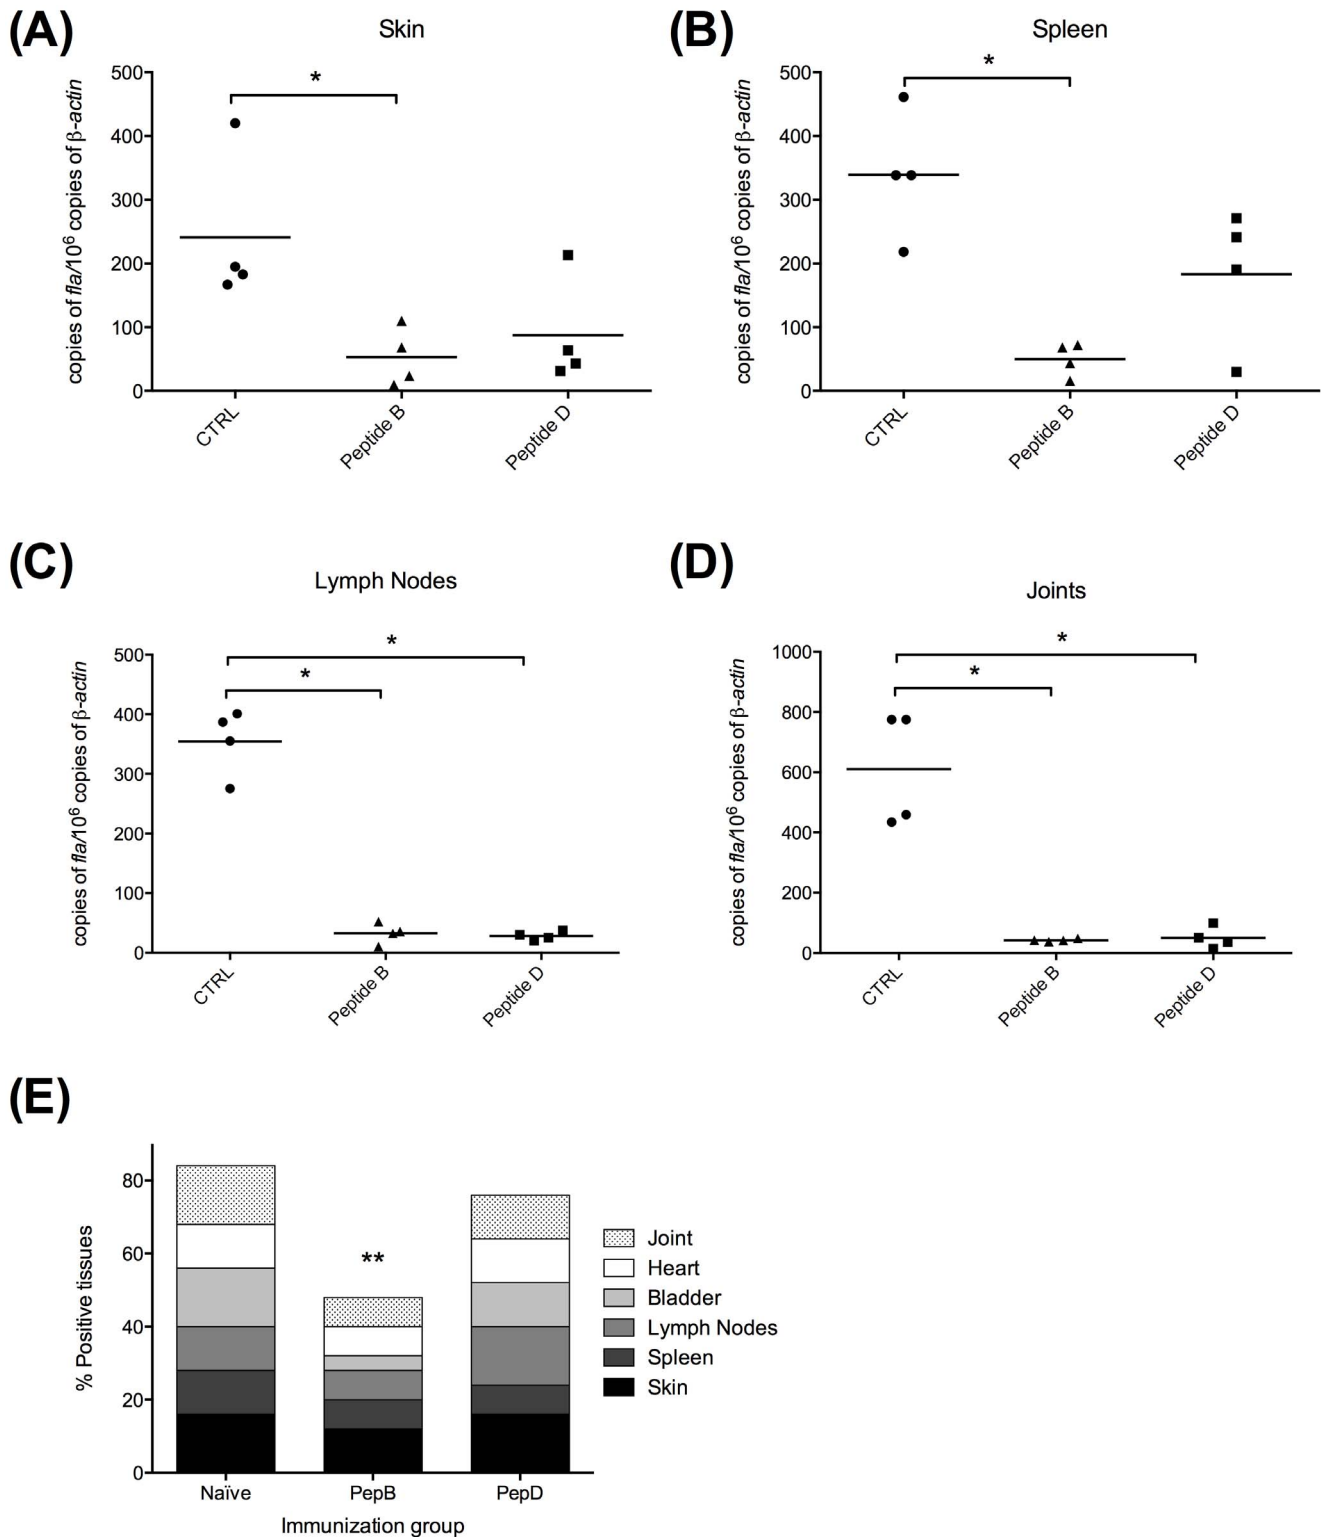 (A)
Skin
*
copies of fla/10⁶ copies of β-actin
500
400
300
200
100
0
CTRL
Peptide B
Peptide D
(B)
Spleen
*
copies of fla/10⁶ copies of β-actin
500
400
300
200
100
0
CTRL
Peptide B
Peptide D
(C)
Lymph Nodes
*
*
copies of fla/10⁶ copies of β-actin
500
400
300
200
100
0
CTRL
Peptide B
Peptide D
(D)
Joints
*
*
copies of fla/10⁶ copies of β-actin
1000
800
600
400
200
0
CTRL
Peptide B
Peptide D
(E)
% Positive tissues
80
60
40
20
0
**
Naïve
PepB
PepD
Immunization group
Joint
Heart
Bladder
Lymph Nodes
Spleen
Skin